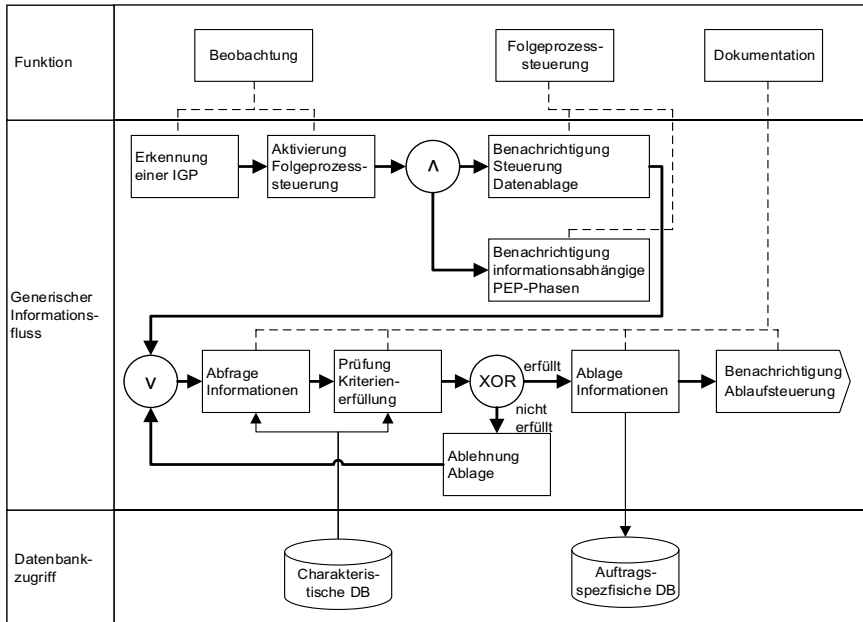 Funktion
Beobachtung
Folgeprozess-
steuerung
Dokumentation
Generischer
Informations-
fluss
Erkennung
einer IGP
Aktivierung
Folgeprozess-
steuerung
∧
Benachrichtigung
Steuerung
Datenablage
Benachrichtigung
informationsabhängige
PEP-Phasen
∨
Abfrage
Informationen
Prüfung
Kriterien-
erfüllung
XOR
erfüllt
nicht
erfüllt
Ablage
Informationen
Benachrichtigung
Ablaufsteuerung
Ablehnung
Ablage
Datenbank-
zugriff
Charakteris-
tische DB
Auftrags-
spezfisiche DB